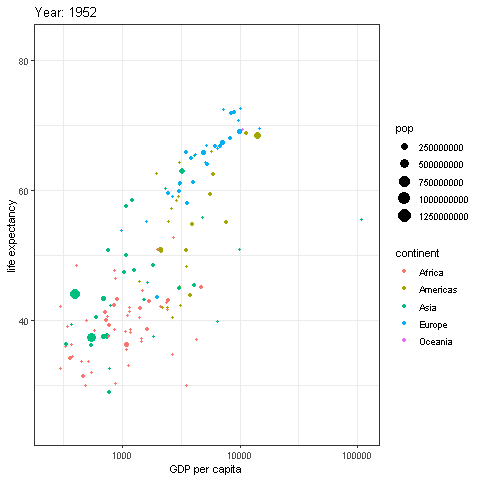 Year: 1952
80
60
40
life expectancy
1000
10000
100000
GDP per capita
pop
250000000
500000000
750000000
1000000000
1250000000
continent
Africa
Americas
Asia
Europe
Oceania